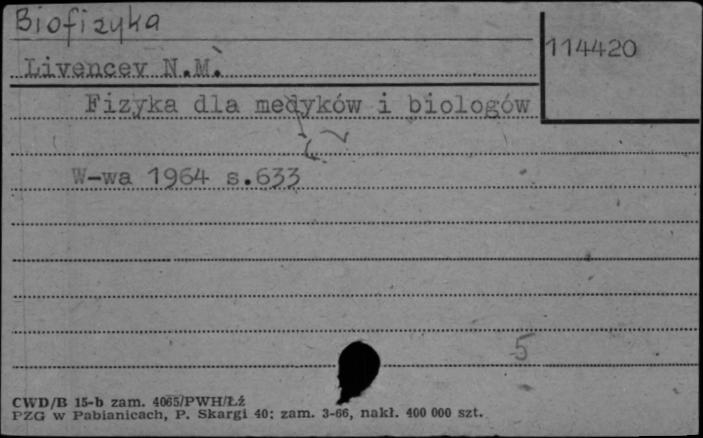 Biofizyka
114420
Livencev N.M.
Fizyka dla medyków i biologów
W-wa 1964 s.633
5
CWD/B 15-b zam. 4065/PWH/Łź
PZG w Pabianicach, P. Skargi 40; zam. 3-66, nakł. 400 000 szt.